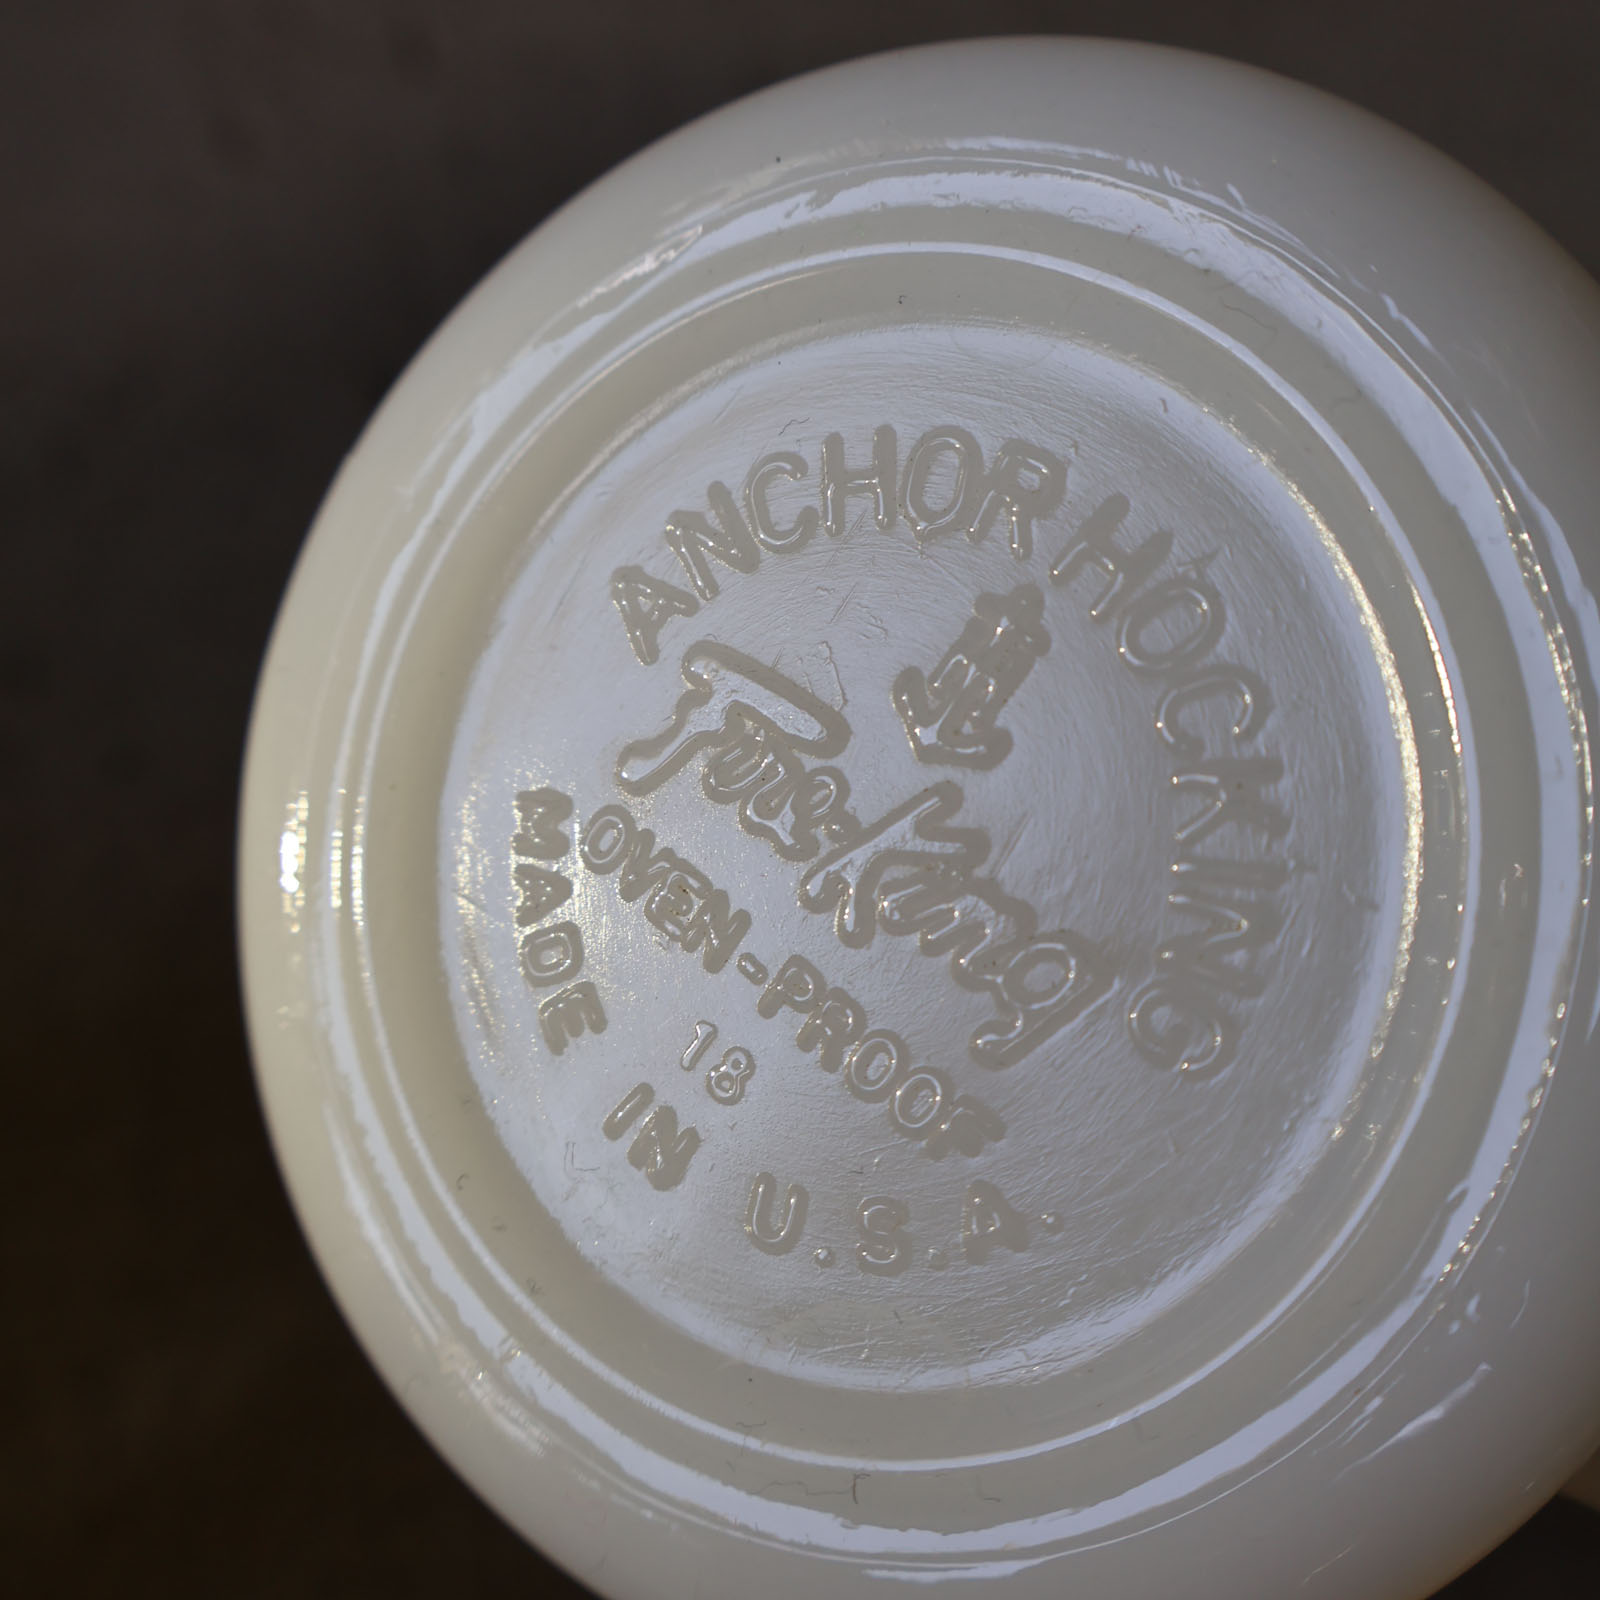 ANCHOR HOCKING
Fire-King
OVEN-PROOF
18
MADE IN U.S.A.